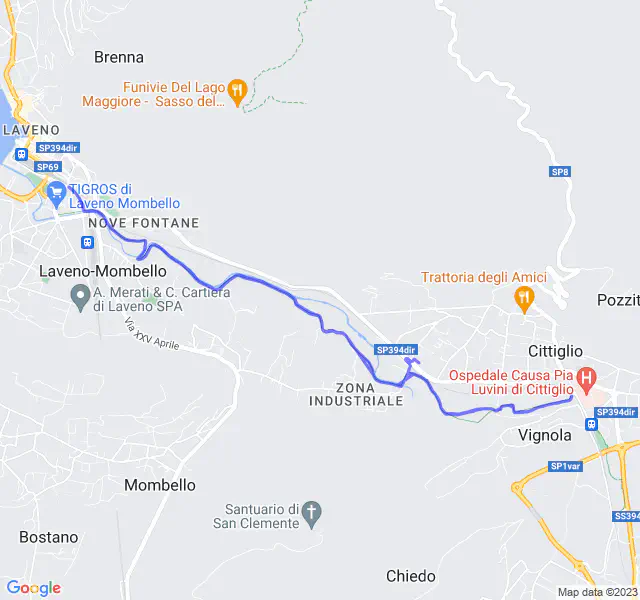 Brenna
Funivie Del Lago
Maggiore - Sasso del...
LAVENO
SP394dir
SP69
SP8
TIGROS di
Laveno Mombello
NOVE FONTANE
Laveno-Mombello
A. Merati & C. Cartiera
di Laveno SPA
Via XXV Aprile
Trattoria degli Amici
Pozzit
SP394dir
Cittiglio
Ospedale Causa Pia
Luvini di Cittiglio
H
ZONA
INDUSTRIALE
SP394dir
Vignola
SP1var
Mombello
Santuario di
San Clemente
SS394
Bostano
Chiedo
Google
Map data ©2023